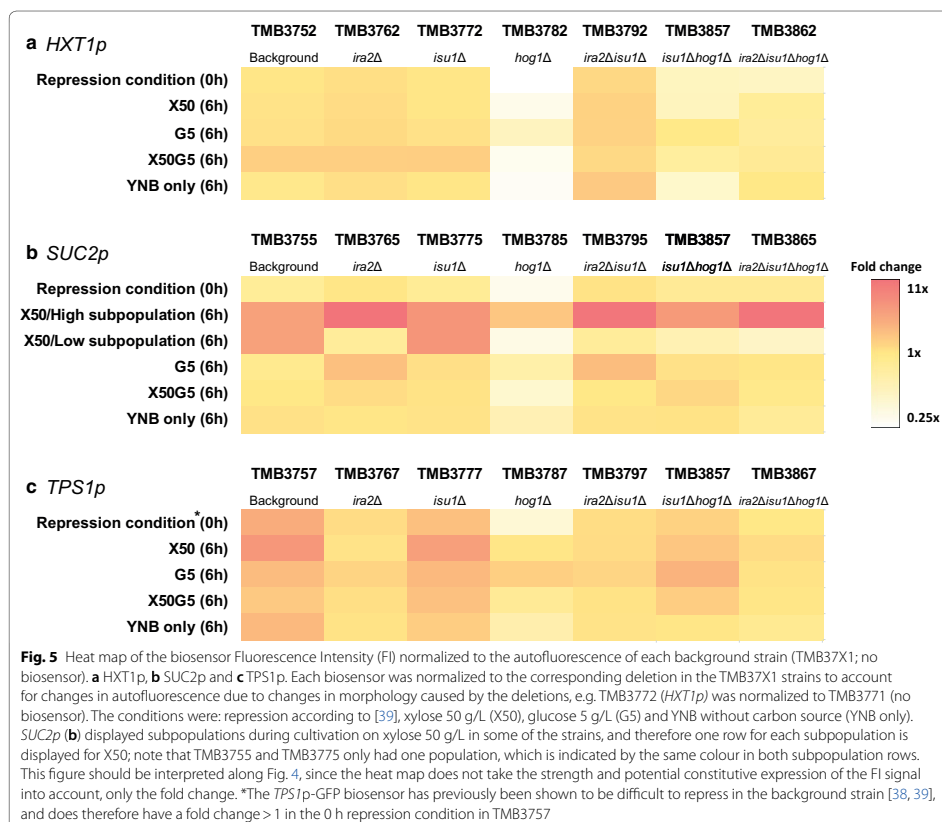 TMB3752 TMB3762 TMB3772 TMB3782 TMB3792 TMB3857 TMB3862
a HXT1p
Background ira2Δ isu1Δ hog1Δ ira2Δisu1Δ isu1Δhog1Δ ira2Δisu1Δhog1Δ
Repression condition (0h)
X50 (6h)
G5 (6h)
X50G5 (6h)
YNB only (6h)
TMB3755 TMB3765 TMB3775 TMB3785 TMB3795 TMB3857 TMB3865
b SUC2p
Background ira2Δ isu1Δ hog1Δ ira2Δisu1Δ isu1Δhog1Δ ira2Δisu1Δhog1Δ
Repression condition (0h)
X50/High subpopulation (6h)
X50/Low subpopulation (6h)
G5 (6h)
X50G5 (6h)
YNB only (6h)
Fold change
11x
1x
0.25x
TMB3757 TMB3767 TMB3777 TMB3787 TMB3797 TMB3857 TMB3867
c TPS1p
Background ira2Δ isu1Δ hog1Δ ira2Δisu1Δ isu1Δhog1Δ ira2Δisu1Δhog1Δ
Repression condition*(0h)
X50 (6h)
G5 (6h)
X50G5 (6h)
YNB only (6h)
Fig. 5 Heat map of the biosensor Fluorescence Intensity (FI) normalized to the autofluorescence of each background strain (TMB37X1; no
biosensor). a HXT1p, b SUC2p and c TPS1p. Each biosensor was normalized to the corresponding deletion in the TMB37X1 strains to account
for changes in autofluorescence due to changes in morphology caused by the deletions, e.g. TMB3772 (HXT1p) was normalized to TMB3771 (no
biosensor). The conditions were: repression according to [39], xylose 50 g/L (X50), glucose 5 g/L (G5) and YNB without carbon source (YNB only).
SUC2p (b) displayed subpopulations during cultivation on xylose 50 g/L in some of the strains, and therefore one row for each subpopulation is
displayed for X50; note that TMB3755 and TMB3775 only had one population, which is indicated by the same colour in both subpopulation rows.
This figure should be interpreted along Fig. 4, since the heat map does not take the strength and potential constitutive expression of the FI signal
into account, only the fold change. *The TPS1p-GFP biosensor has previously been shown to be difficult to repress in the background strain [38, 39],
and does therefore have a fold change > 1 in the 0 h repression condition in TMB3757